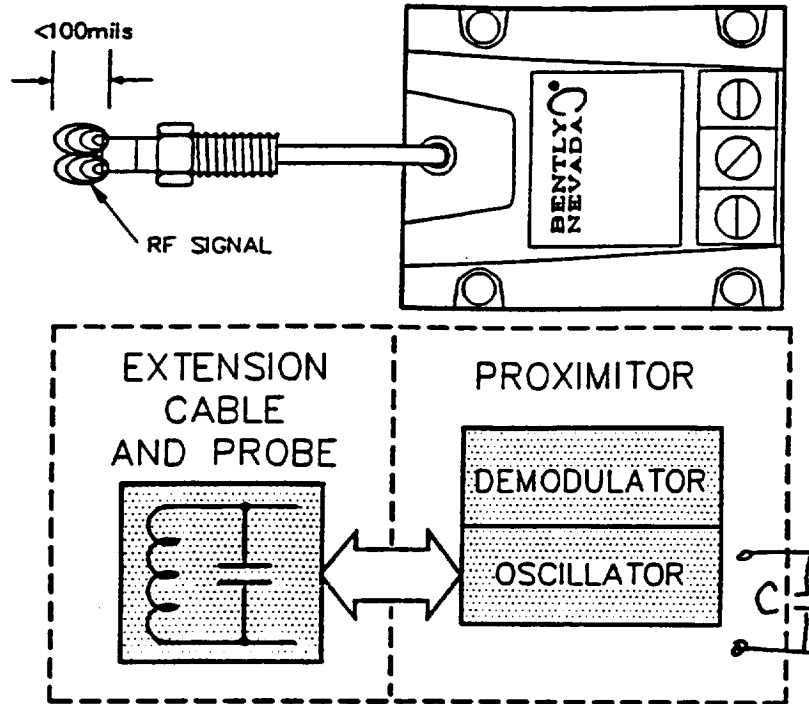 <100mils
RF SIGNAL
BENTLY
NEVADA
EXTENSION
CABLE
AND PROBE
PROXIMITOR
DEMODULATOR
OSCILLATOR
C